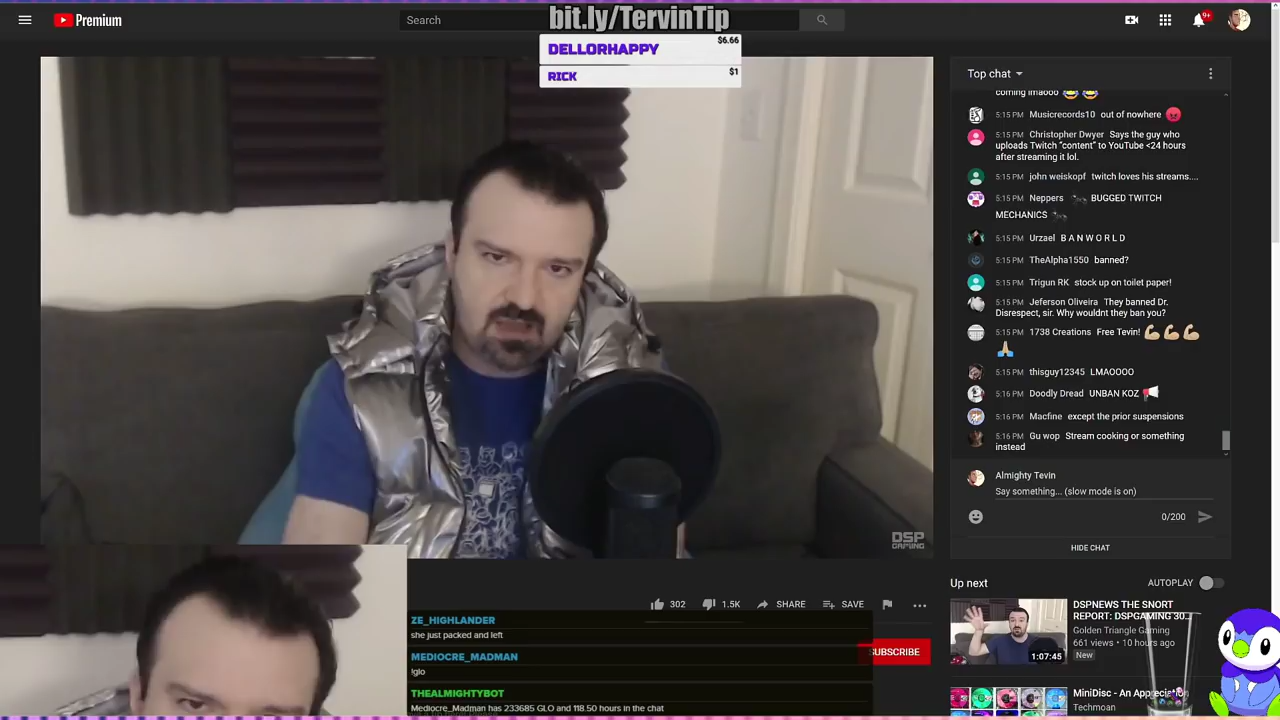 Premium
Search
bit.ly/TervinTip
9+
DELLORHAPPY
$6.66
RICK
$1
Top chat
coming lmaooo
5:15 PM Musicrecords10 out of nowhere
5:15 PM Christopher Dwyer Says the guy who
uploads Twitch "content" to YouTube <24 hours
after streaming it lol.
5:15 PM john weiskopf twitch loves his streams....
5:15 PM Neppers BUGGED TWITCH
MECHANICS
5:15 PM Urzael B A N W O R L D
5:15 PM TheAlpha1550 banned?
5:15 PM Trigun RK stock up on toilet paper!
5:15 PM Jeferson Oliveira They banned Dr.
Disrespect, sir. Why wouldnt they ban you?
5:15 PM 1738 Creations Free Tevin!
5:15 PM thisguy12345 LMAOOOO
5:16 PM Doodly Dread UNBAN KOZ
5:16 PM Macfine except the prior suspensions
5:16 PM Gu wop Stream cooking or something
instead
Almighty Tevin
Say something... (slow mode is on)
0/200
HIDE CHAT
DSP
GAMING
302
1.5K
SHARE
SAVE
SUBSCRIBE
ZE_HIGHLANDER
she just packed and left
MEDIOCRE_MADMAN
!glo
THEALMIGHTYBOT
Mediocre_Madman has 233685 GLO and 118.50 hours in the chat
Up next
AUTOPLAY
DSPNEWS THE SNORT
REPORT: DSPGAMING 30...
Golden Triangle Gaming
661 views • 10 hours ago
New
1:07:45
MiniDisc - An Appreciation
Techmoan